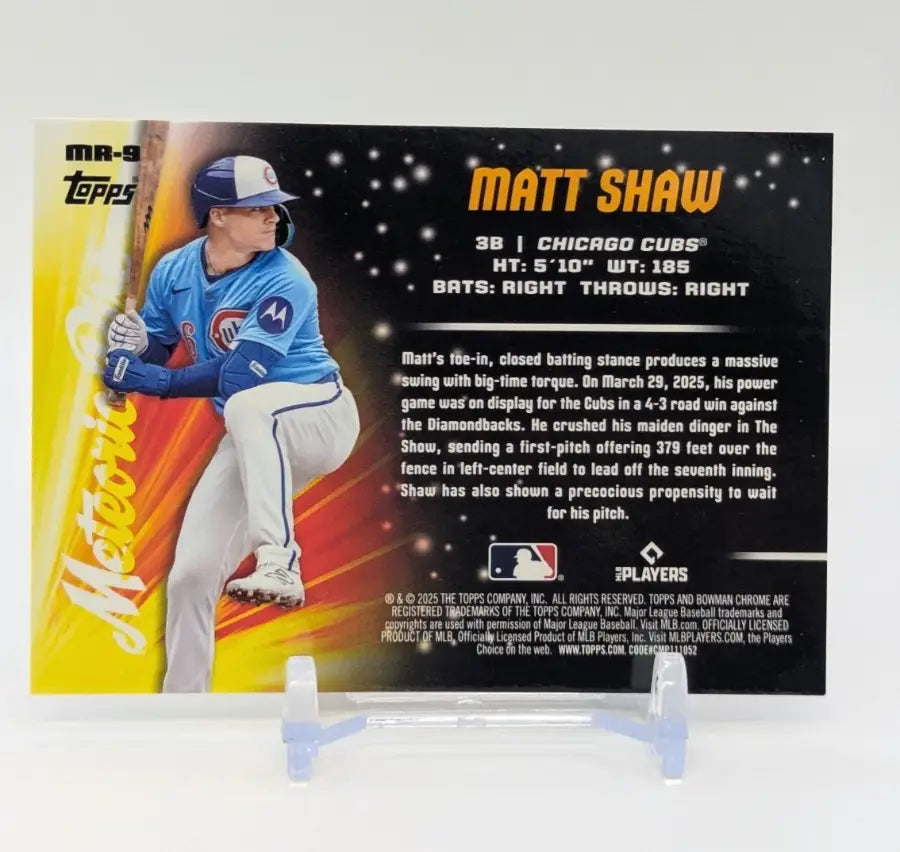 MR-9
Topps®
Meteoric
MATT SHAW
3B | CHICAGO CUBS®
HT: 5'10" WT: 185
BATS: RIGHT THROWS: RIGHT
Matt's toe-in, closed batting stance produces a massive
swing with big-time torque. On March 29, 2025, his power
game was on display for the Cubs in a 4-3 road win against
the Diamondbacks. He crushed his maiden dinger in The
Show, sending a first-pitch offering 379 feet over the
fence in left-center field to lead off the seventh inning.
Shaw has also shown a precocious propensity to wait
for his pitch.
MLB PLAYERS
® & © 2025 THE TOPPS COMPANY, INC. ALL RIGHTS RESERVED. TOPPS AND BOWMAN CHROME ARE
REGISTERED TRADEMARKS OF THE TOPPS COMPANY, INC. Major League Baseball trademarks and
copyrights are used with permission of Major League Baseball. Visit MLB.com. OFFICIALLY LICENSED
PRODUCT OF MLB. Officially Licensed Product of MLB Players, Inc. Visit MLBPLAYERS.COM, the Players
Choice on the web. WWW.TOPPS.COM. CODE#CMP111052